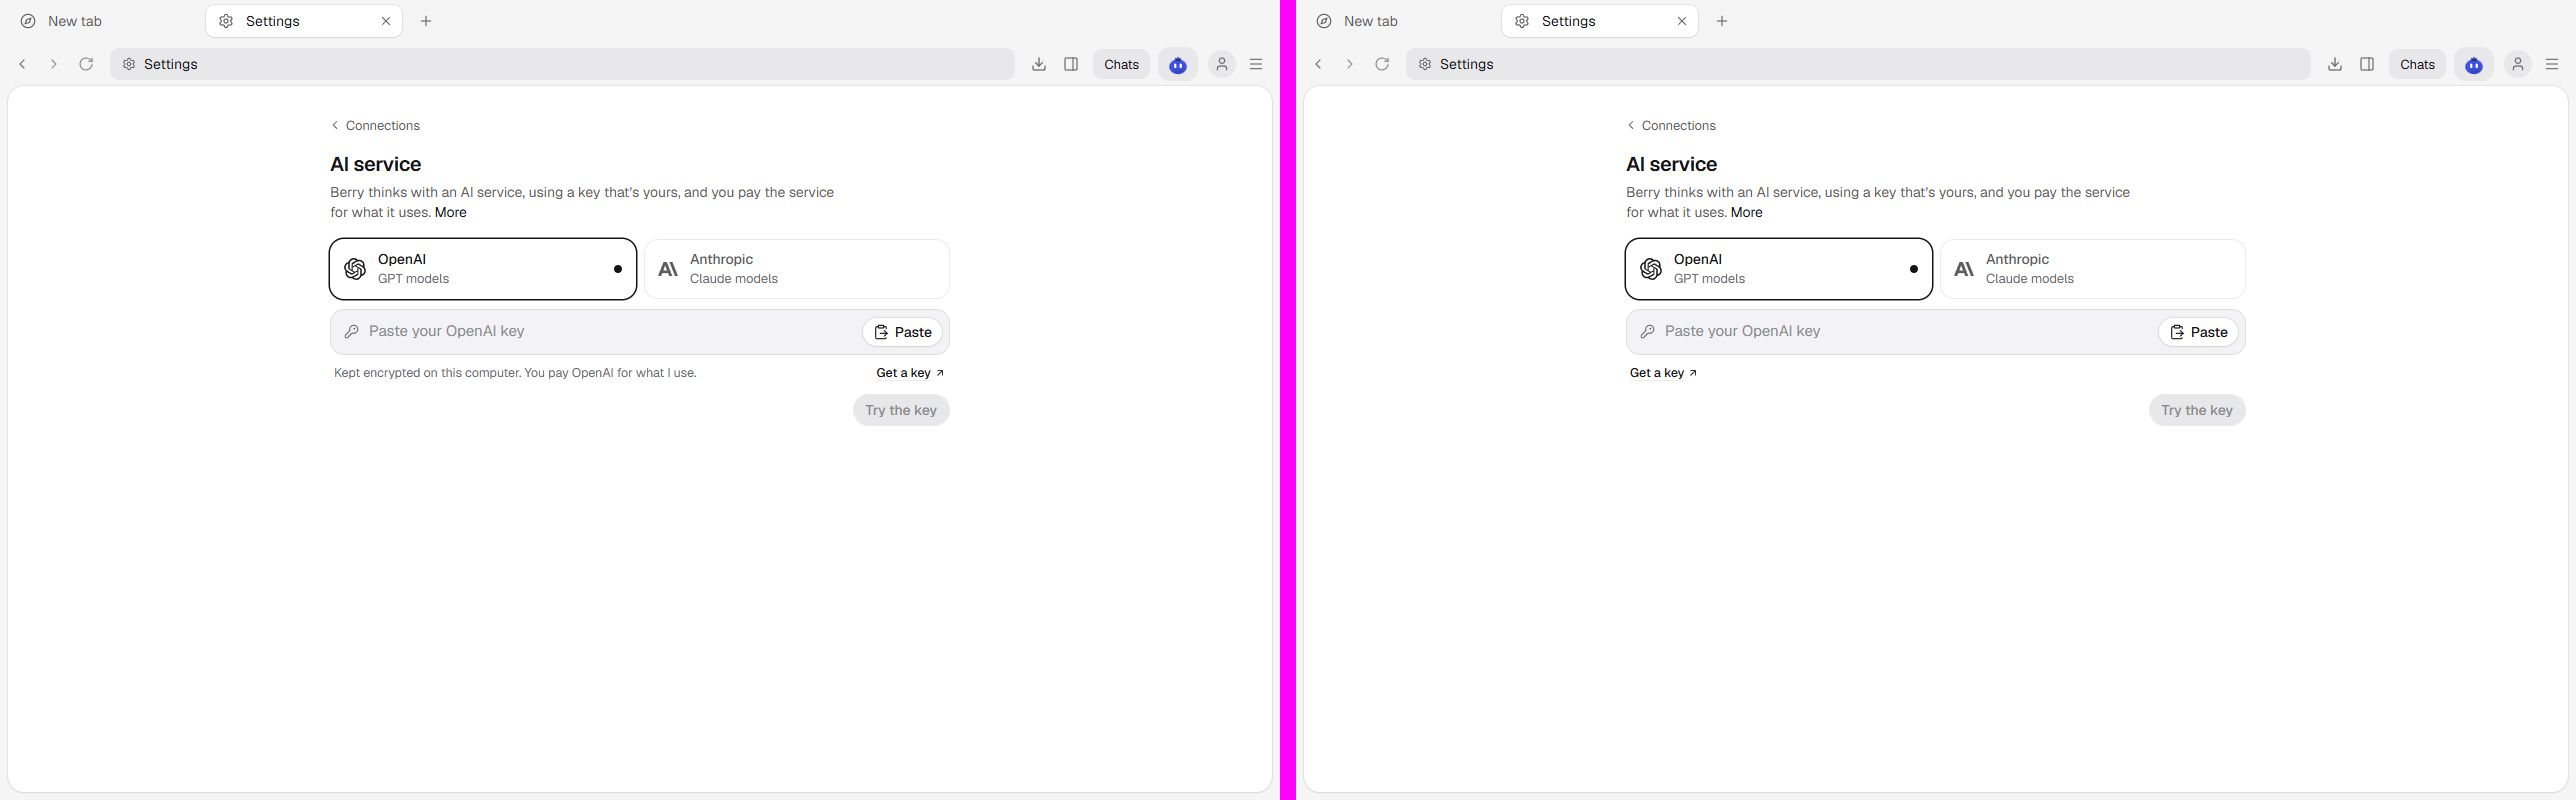 New tab
Settings
Settings
Chats
Connections
AI service
Berry thinks with an AI service, using a key that's yours, and you pay the service
for what it uses. More
OpenAI
GPT models
Anthropic
Claude models
Paste your OpenAI key
Paste
Kept encrypted on this computer. You pay OpenAI for what I use.
Get a key
Try the key
New tab
Settings
Settings
Chats
Connections
AI service
Berry thinks with an AI service, using a key that's yours, and you pay the service
for what it uses. More
OpenAI
GPT models
Anthropic
Claude models
Paste your OpenAI key
Paste
Get a key
Try the key